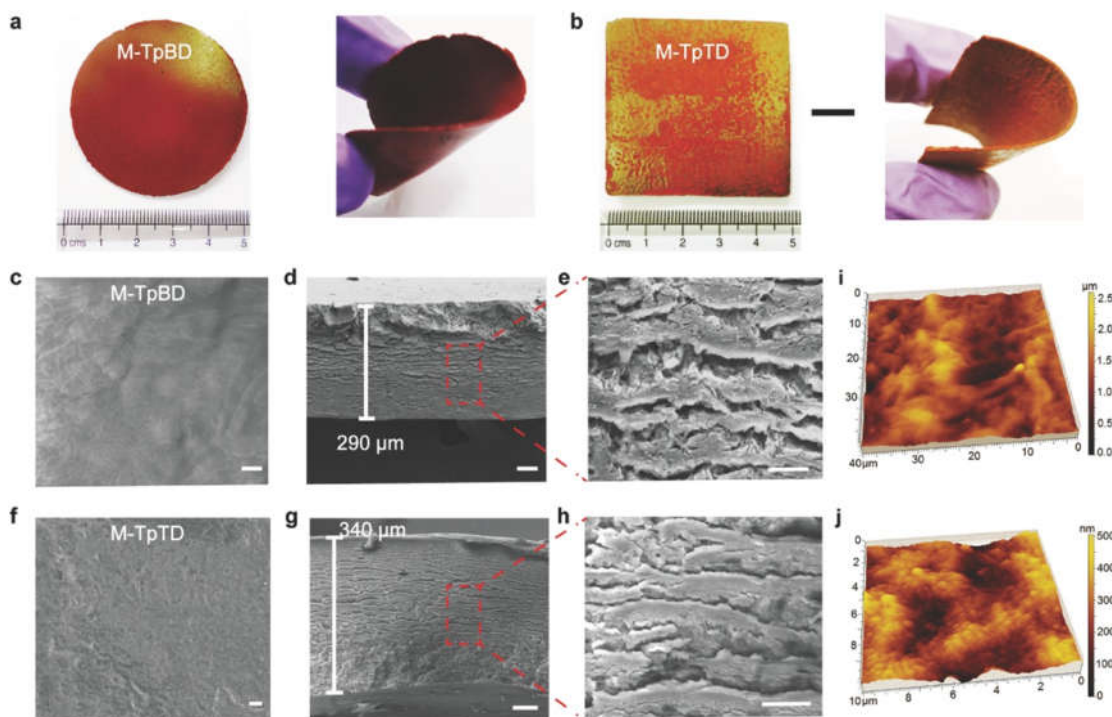 a
M-TpBD
0 cms 1 2 3 4 5
b
M-TpTD
0 cms 1 2 3 4 5
c
M-TpBD
d
290 µm
e
i
µm
2.5
2.0
1.5
1.0
0.5
0.0
0
10
20
30
40µm 30 20 10 0
f
M-TpTD
g
340 µm
h
j
nm
500
400
300
200
100
0
0
2
4
6
8
10µm 8 6 4 2 0